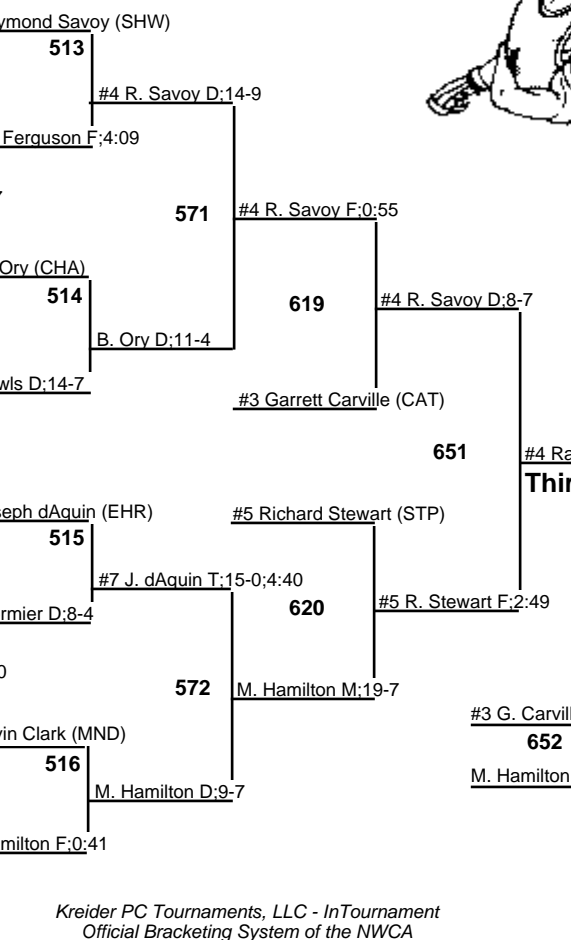 ymond Savoy (SHW)
513
#4 R. Savoy D;14-9
Ferguson F;4:09
571
#4 R. Savoy F;0:55
Ory (CHA)
514
619
#4 R. Savoy D;8-7
B. Ory D;11-4
wls D;14-7
#3 Garrett Carville (CAT)
651
#4 Ra
Thir
seph dAquin (EHR)
#5 Richard Stewart (STP)
515
#7 J. dAquin T;15-0;4:40
620
#5 R. Stewart F;2:49
rmier D;8-4
0
572
M. Hamilton M;19-7
#3 G. Carvill
vin Clark (MND)
652
516
M. Hamilton
M. Hamilton D;9-7
milton F;0:41
Kreider PC Tournaments, LLC - InTournament
Official Bracketing System of the NWCA